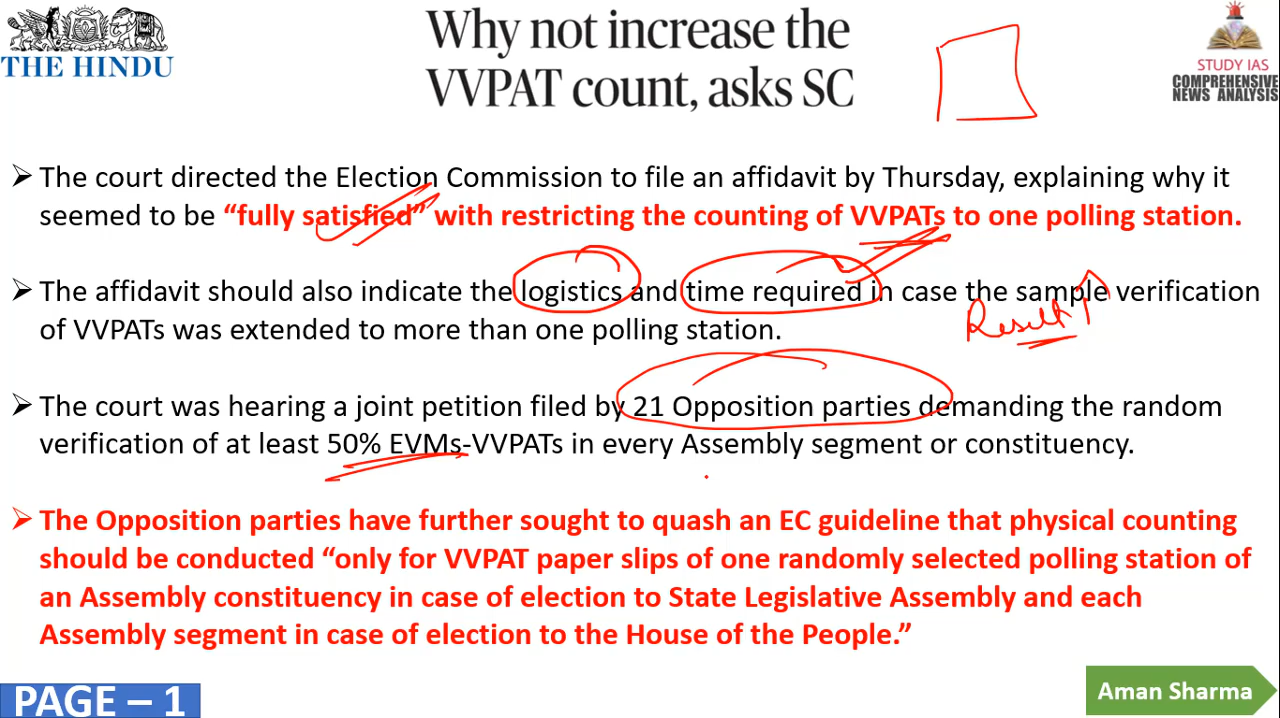 THE HINDU
Why not increase the
VVPAT count, asks SC
STUDY IAS
COMPREHENSIVE
NEWS ANALYSIS
➤ The court directed the Election Commission to file an affidavit by Thursday, explaining why it
seemed to be “fully satisfied” with restricting the counting of VVPATs to one polling station.
➤ The affidavit should also indicate the logistics and time required in case the sample verification
of VVPATs was extended to more than one polling station.
Result
➤ The court was hearing a joint petition filed by 21 Opposition parties demanding the random
verification of at least 50% EVMs-VVPATs in every Assembly segment or constituency.
➤ The Opposition parties have further sought to quash an EC guideline that physical counting
should be conducted “only for VVPAT paper slips of one randomly selected polling station of
an Assembly constituency in case of election to State Legislative Assembly and each
Assembly segment in case of election to the House of the People.”
PAGE – 1
Aman Sharma